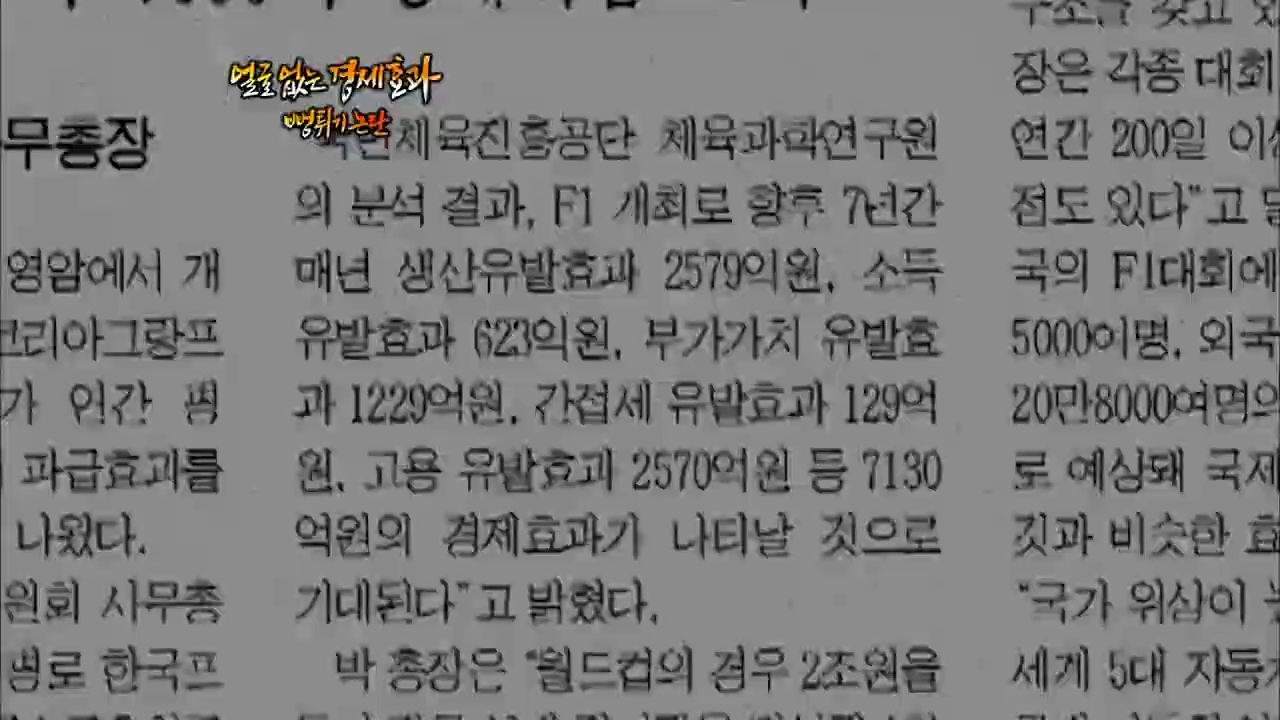 얼굴 없는 경제효과
뻥튀기 논란
무총장
영암에서 개
코리아그랑프
가 연간
파급효과를
나왔다.
원회 사무총
로 한국프
체육진흥공단 체육과학연구원
의 분석 결과, F1 개최로 향후 7년간
매년 생산유발효과 2579억원, 소득
유발효과 623억원, 부가가치 유발효
과 1229억원, 간접세 유발효과 129억
원, 고용 유발효과 2570억원 등 7130
억원의 경제효과가 나타날 것으로
기대된다”고 밝혔다.
박 총장은 “월드컵의 경우 2조원을
구조를 갖고
장은 각종 대회
연간 200일
점도 있다”고
국의 F1대회에
5000여명, 외국
20만8000여명의
로 예상돼 국제
깃과 비슷한
“국가 위상이
세계 5대 자동